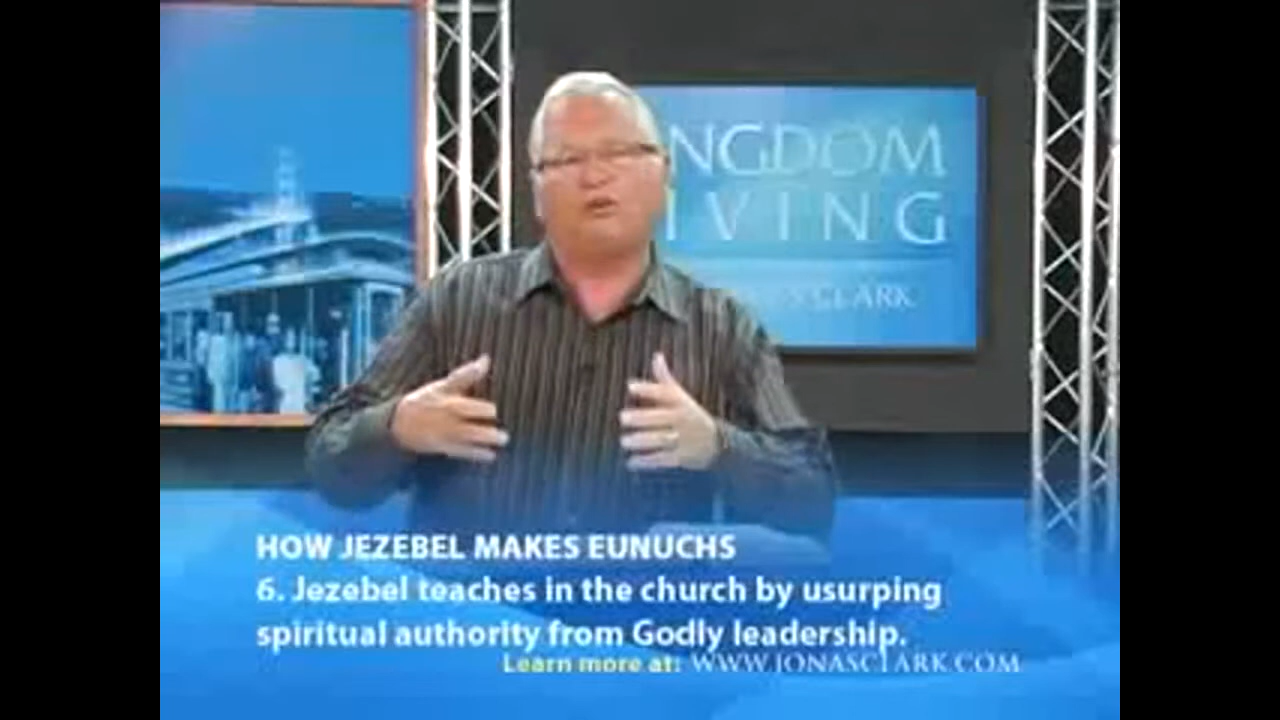 NGDOM
IVING
CLARK
HOW JEZEBEL MAKES EUNUCHS
6. Jezebel teaches in the church by usurping
spiritual authority from Godly leadership.
Learn more at: WWW.JONASCLARK.COM